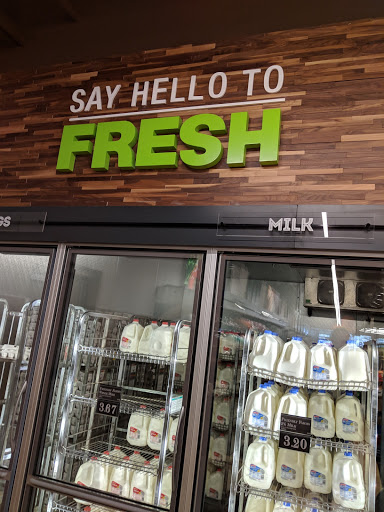 SAY HELLO TO
FRESH
GS
MILK
3.67
3.20